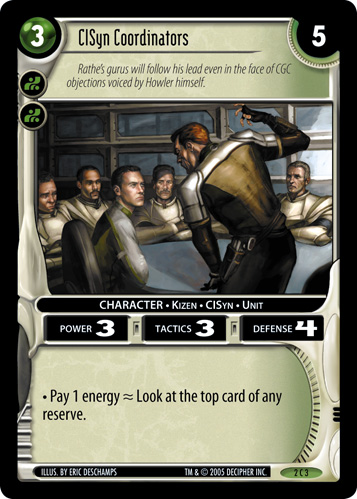 3 CISyn Coordinators 5
Rathe's gurus will follow his lead even in the face of CGC
objections voiced by Howler himself.
CHARACTER • KIZEN • CISYN • UNIT
POWER 3 TACTICS 3 DEFENSE 4
• Pay 1 energy ≈ Look at the top card of any
reserve.
ILLUS. BY ERIC DESCHAMPS TM & © 2005 DECIPHER INC. 2 C 3